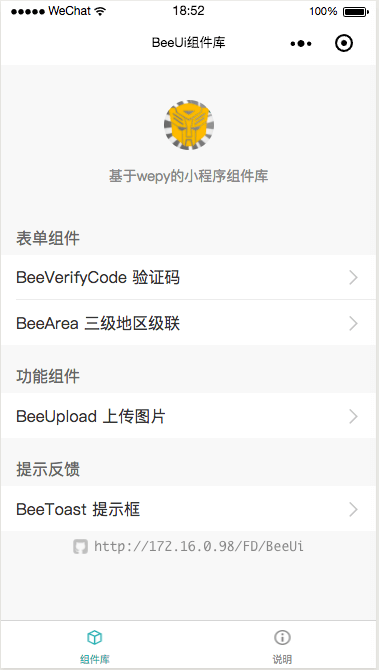 WeChat 18:52 100%
BeeUi组件库
基于wepy的小程序组件库
表单组件
BeeVerifyCode 验证码
BeeArea 三级地区级联
功能组件
BeeUpload 上传图片
提示反馈
BeeToast 提示框
http://172.16.0.98/FD/BeeUi
组件库 说明